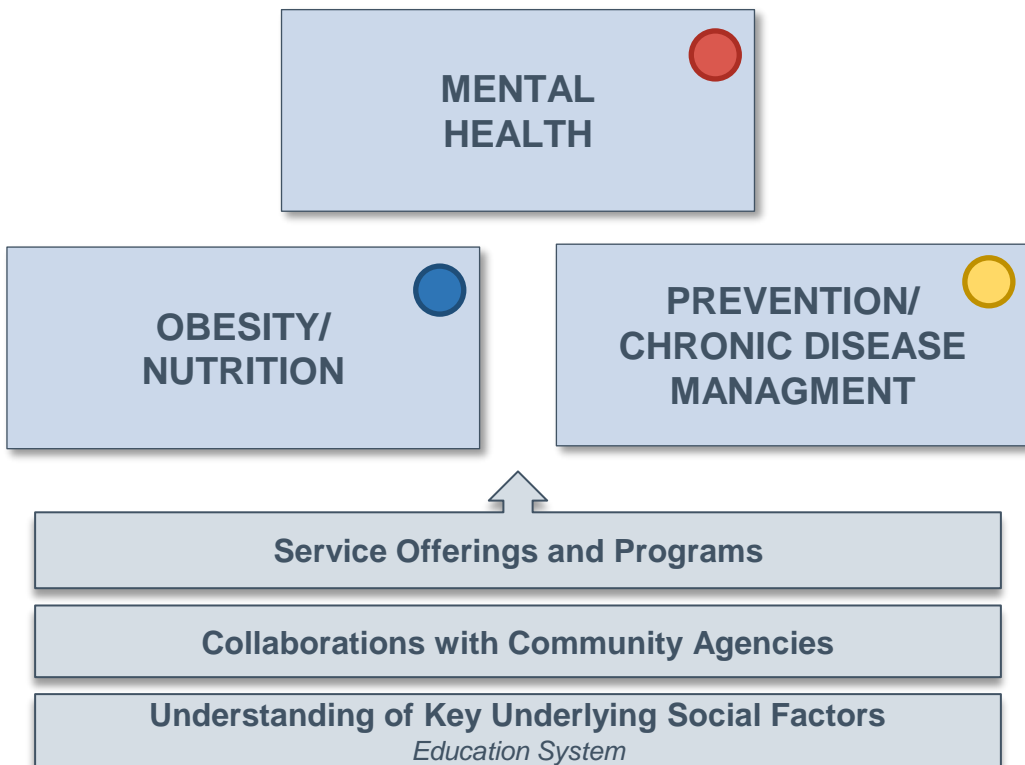 MENTAL
HEALTH
OBESITY/
NUTRITION
PREVENTION/
CHRONIC DISEASE
MANAGMENT
Service Offerings and Programs
Collaborations with Community Agencies
Understanding of Key Underlying Social Factors
Education System